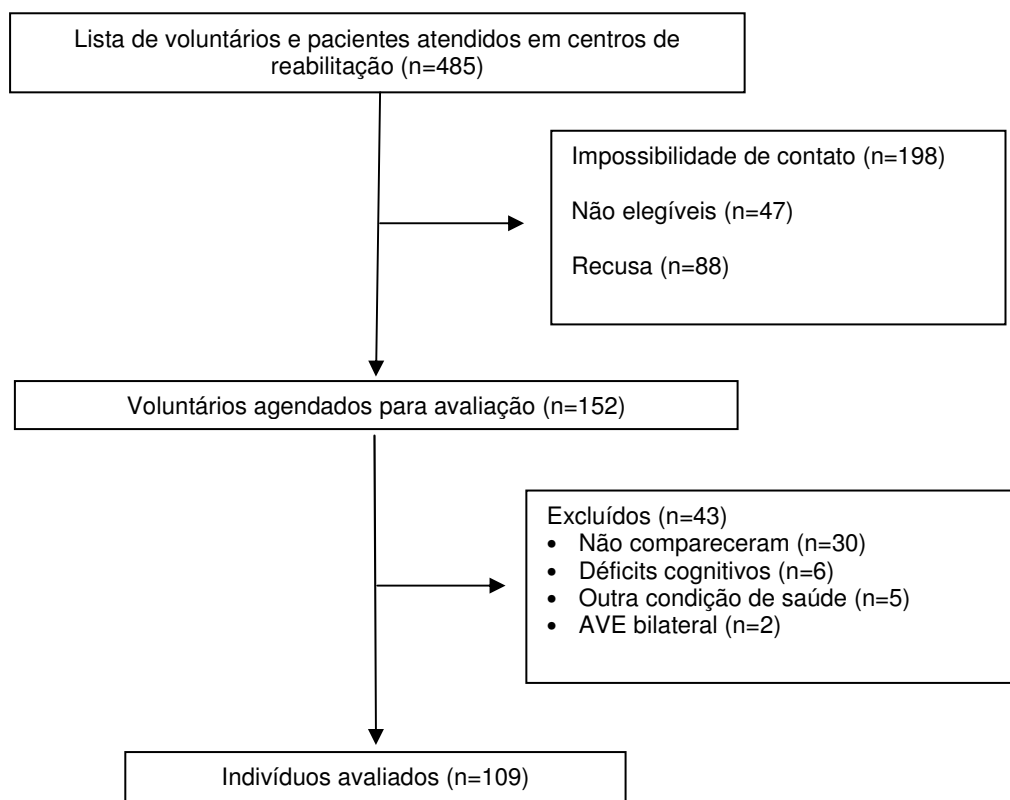 Lista de voluntários e pacientes atendidos em centros de
reabilitação (n=485)
Impossibilidade de contato (n=198)
Não elegíveis (n=47)
Recusa (n=88)
Voluntários agendados para avaliação (n=152)
Excluídos (n=43)
• Não compareceram (n=30)
• Déficits cognitivos (n=6)
• Outra condição de saúde (n=5)
• AVE bilateral (n=2)
Indivíduos avaliados (n=109)